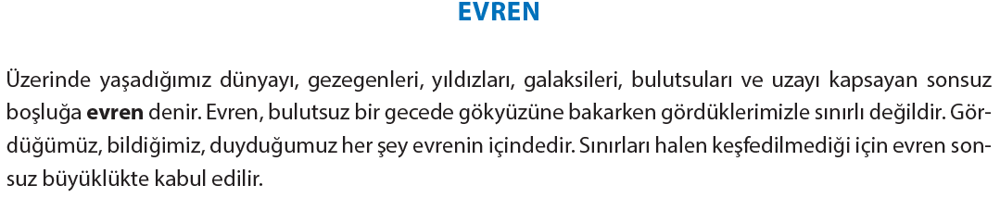 EVREN
Üzerinde yaşadığımız dünyayı, gezegenleri, yıldızları, galaksileri, bulutsuları ve uzayı kapsayan sonsuz
boşluğa evren denir. Evren, bulutsuz bir gecede gökyüzüne bakarken gördüklerimizle sınırlı değildir. Gör-
düğümüz, bildiğimiz, duyduğumuz her şey evrenin içindedir. Sınırları halen keşfedilmediği için evren son-
suz büyüklükte kabul edilir.